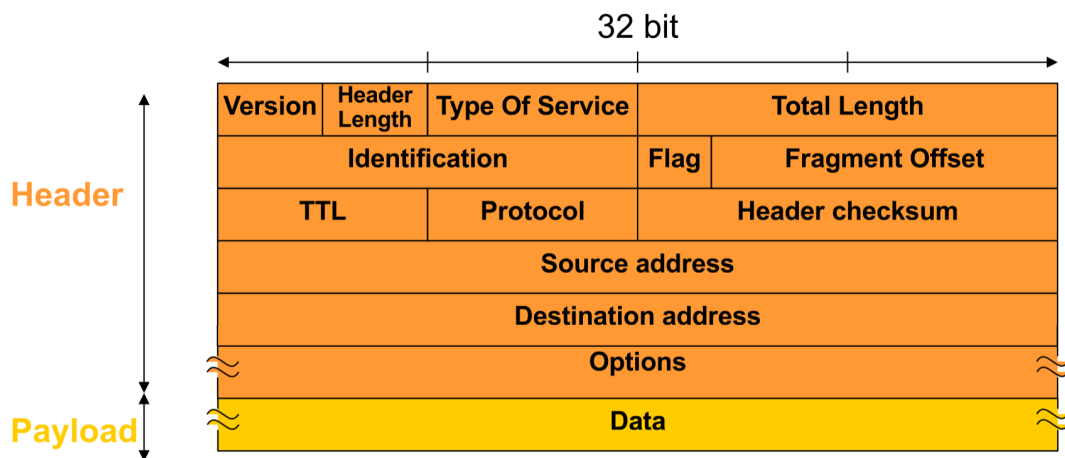 32 bit
Version
Header
Length
Type Of Service
Total Length
Identification
Flag
Fragment Offset
Header
TTL
Protocol
Header checksum
Source address
Destination address
Options
Payload
Data